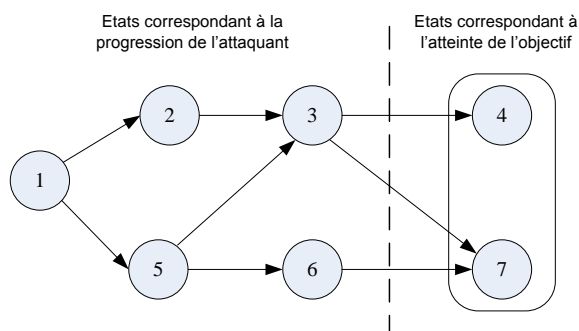 Etats correspondant à la
progression de l'attaquant
Etats correspondant à
l'atteinte de l'objectif
2
3
4
1
5
6
7